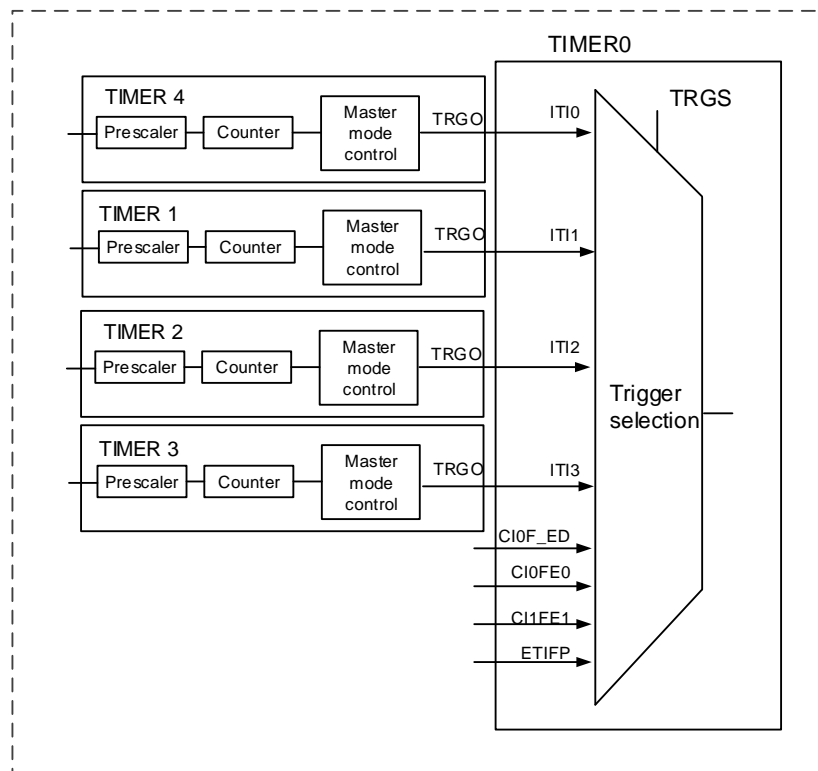 TIMER0
TIMER 4
Prescaler
Counter
Master
mode
control
TRGO
ITI0
TRGS
TIMER 1
Prescaler
Counter
Master
mode
control
TRGO
ITI1
TIMER 2
Prescaler
Counter
Master
mode
control
TRGO
ITI2
Trigger
selection
TIMER 3
Prescaler
Counter
Master
mode
control
TRGO
ITI3
CI0F_ED
CI0FE0
CI1FE1
ETIFP